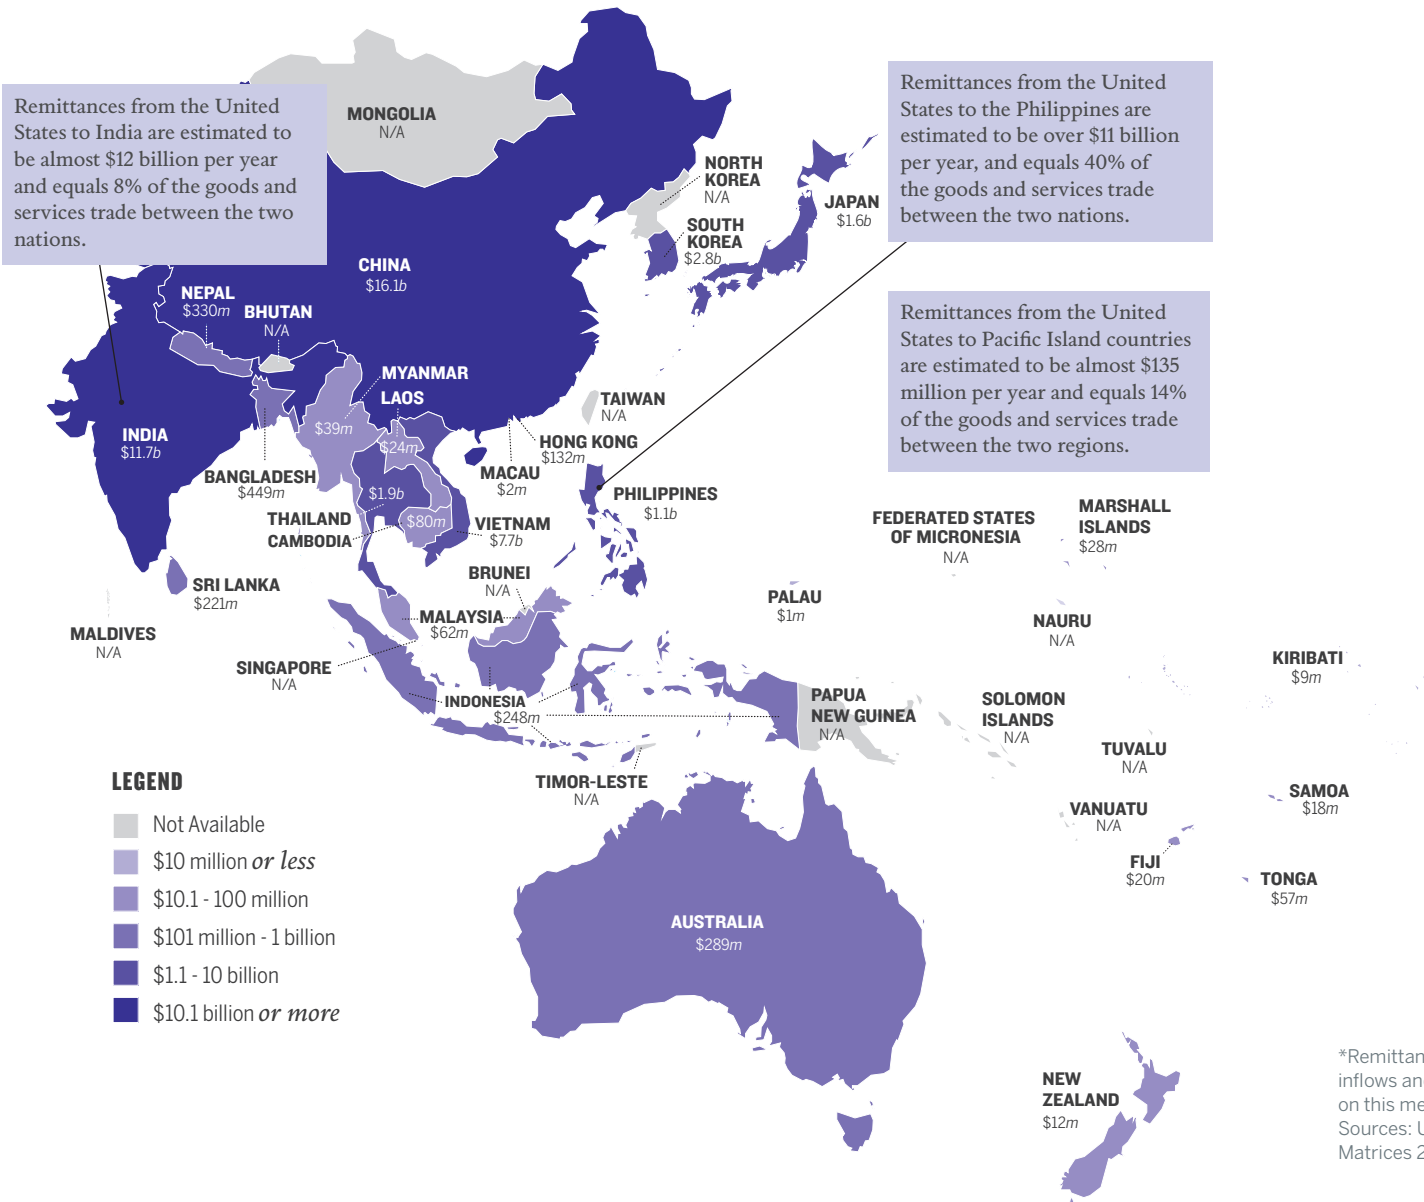 Remittances from the United
States to India are estimated to
be almost $12 billion per year
and equals 8% of the goods and
services trade between the two
nations.
Remittances from the United
States to the Philippines are
estimated to be over $11 billion
per year, and equals 40% of
the goods and services trade
between the two nations.
Remittances from the United
States to Pacific Island countries
are estimated to be almost $135
million per year and equals 14%
of the goods and services trade
between the two regions.
MONGOLIA
N/A
NORTH
KOREA
N/A
JAPAN
$1.6b
SOUTH
KOREA
$2.8b
CHINA
$16.1b
NEPAL
$330m
BHUTAN
N/A
MYANMAR
$39m
LAOS
$24m
TAIWAN
N/A
INDIA
$11.7b
HONG KONG
$132m
MACAU
$2m
BANGLADESH
$449m
PHILIPPINES
$1.1b
THAILAND
$1.9b
CAMBODIA
$80m
VIETNAM
$7.7b
FEDERATED STATES
OF MICRONESIA
N/A
MARSHALL
ISLANDS
$28m
SRI LANKA
$221m
BRUNEI
N/A
PALAU
$1m
MALDIVES
N/A
MALAYSIA
$62m
NAURU
N/A
SINGAPORE
N/A
KIRIBATI
$9m
INDONESIA
$248m
PAPUA
NEW GUINEA
N/A
SOLOMON
ISLANDS
N/A
TUVALU
N/A
TIMOR-LESTE
N/A
SAMOA
$18m
VANUATU
N/A
FIJI
$20m
TONGA
$57m
AUSTRALIA
$289m
NEW
ZEALAND
$12m
LEGEND
Not Available
$10 million or less
$10.1 - 100 million
$101 million - 1 billion
$1.1 - 10 billion
$10.1 billion or more
*Remittan
inflows an
on this me
Sources: U
Matrices 2